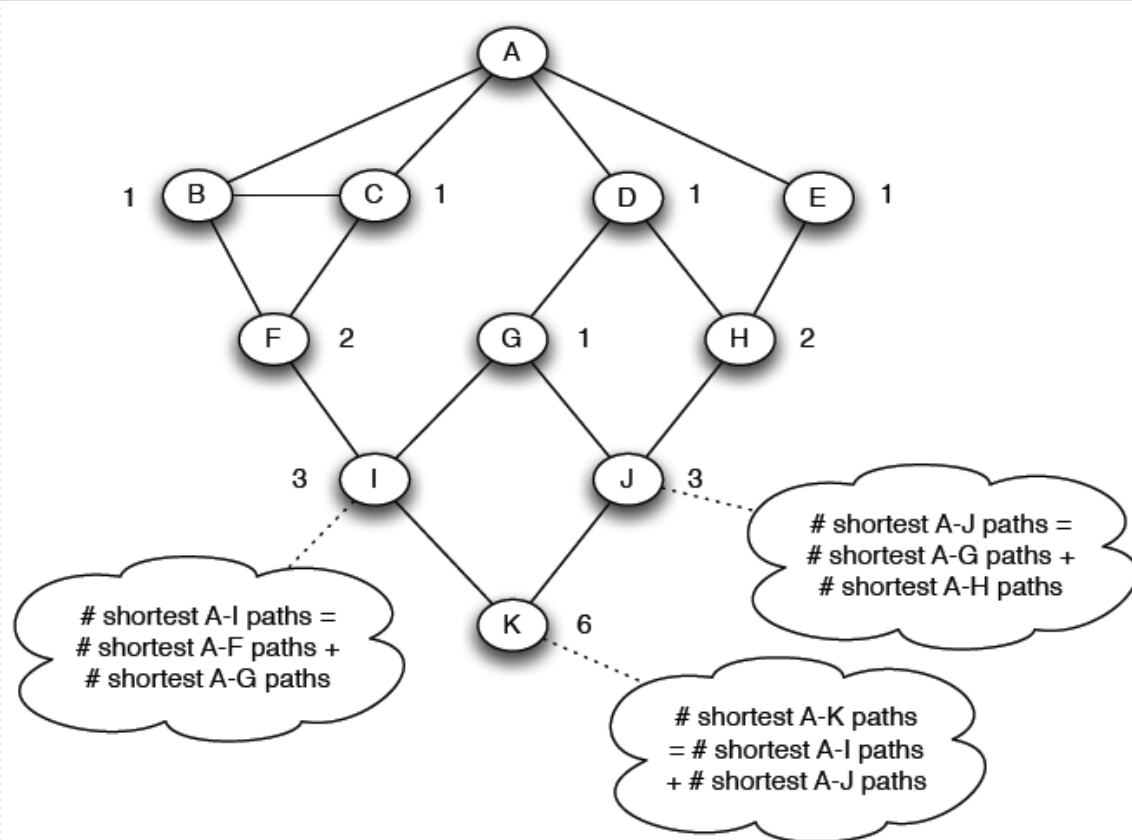 A
1 B C 1 D 1 E 1
F 2 G 1 H 2
3 I J 3
# shortest A-J paths =
# shortest A-G paths +
# shortest A-H paths
# shortest A-I paths =
# shortest A-F paths +
# shortest A-G paths
K 6
# shortest A-K paths
= # shortest A-I paths
+ # shortest A-J paths